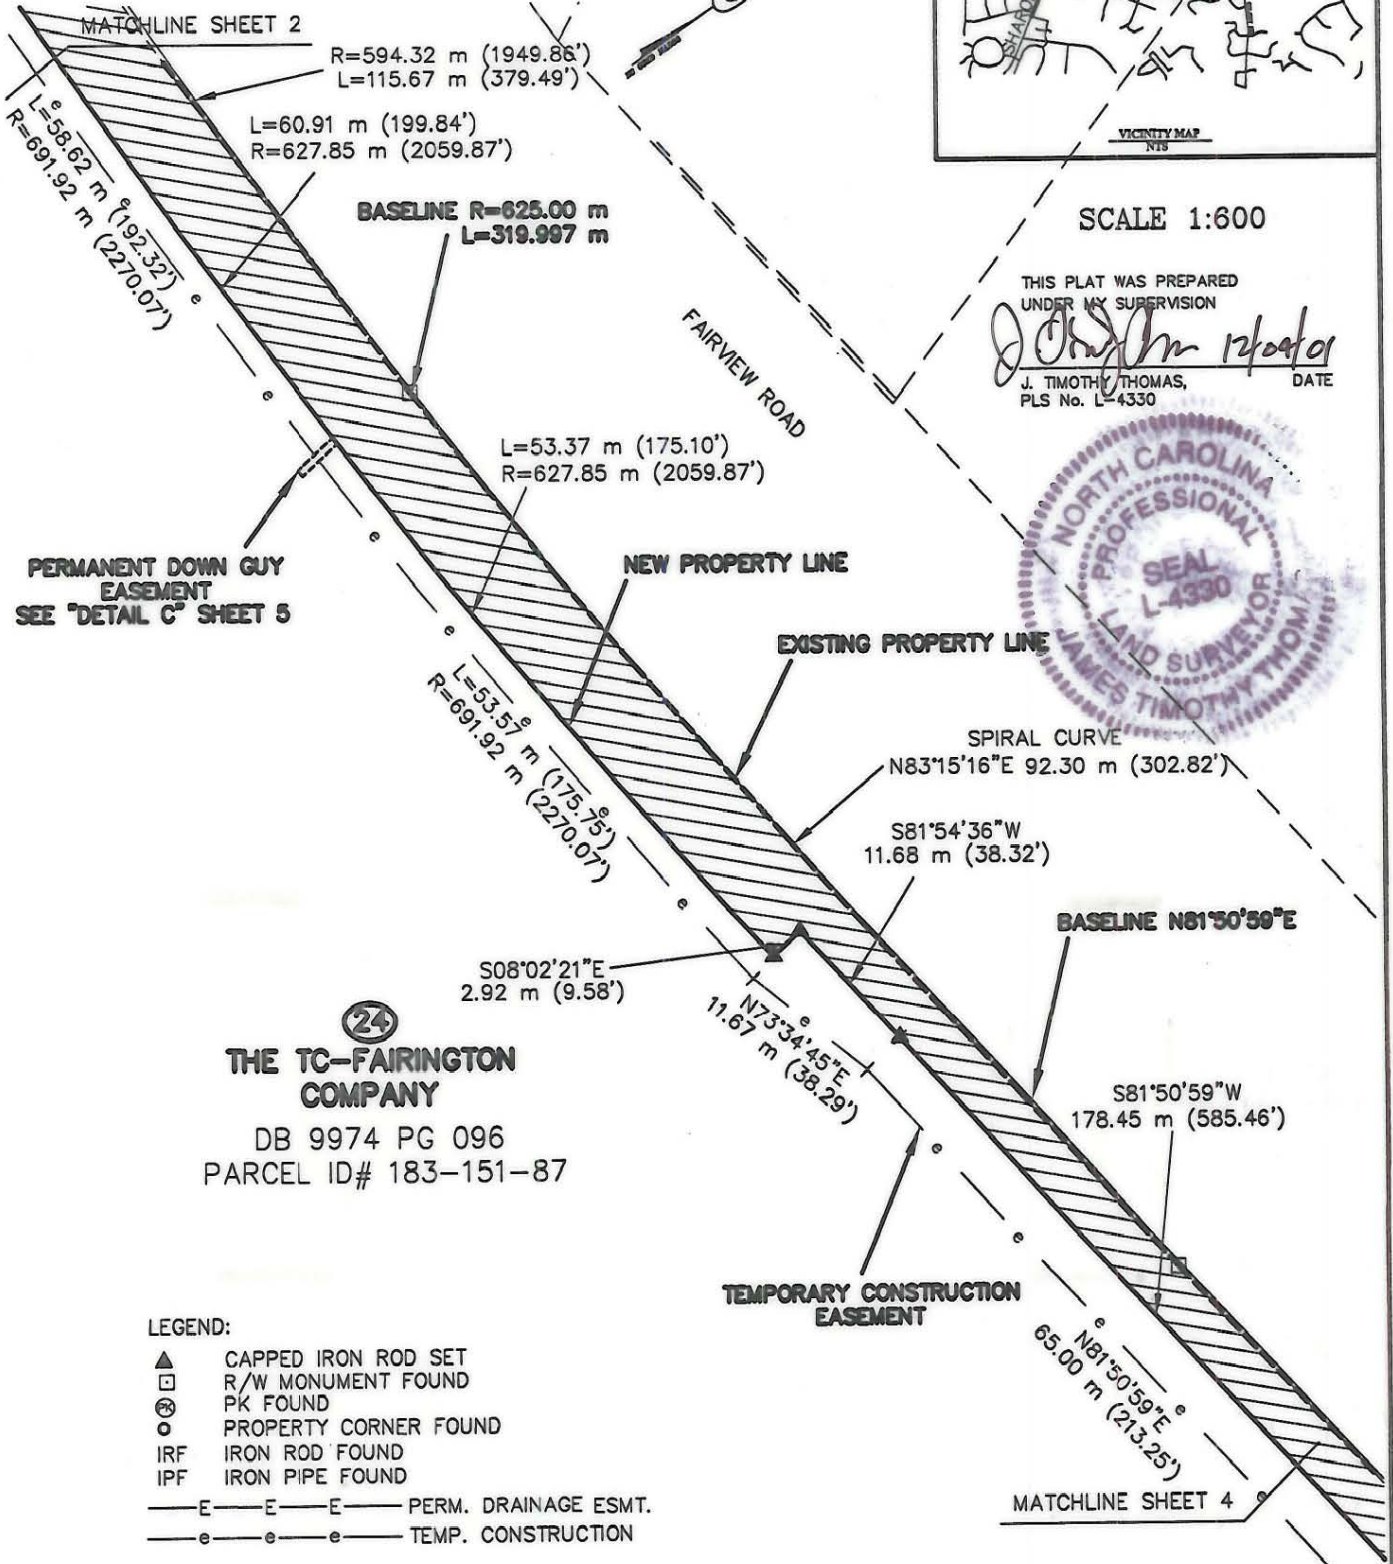 MATCHLINE SHEET 2
R=594.32 m (1949.86')
L=115.67 m (379.49')
L=60.91 m (199.84')
R=627.85 m (2059.87')
L=58.62 m (192.32')
R=691.92 m (2270.07')
BASELINE R=625.00 m
L=319.997 m
SHARO
VICINITY MAP
NTS
SCALE 1:600
THIS PLAT WAS PREPARED
UNDER MY SUPERVISION
12/04/01
J. TIMOTHY THOMAS,
DATE
PLS No. L-4330
NORTH CAROLINA
PROFESSIONAL
SEAL
L-4330
LAND SURVEYOR
JAMES TIMOTHY THOM
FAIRVIEW ROAD
L=53.37 m (175.10')
R=627.85 m (2059.87')
PERMANENT DOWN GUY
EASEMENT
SEE "DETAIL C" SHEET 5
NEW PROPERTY LINE
EXISTING PROPERTY LINE
L=53.57 m (175.75')
R=691.92 m (2270.07')
SPIRAL CURVE
N83°15'16"E 92.30 m (302.82')
S81°54'36"W
11.68 m (38.32')
BASELINE N81°50'59"E
S08°02'21"E
2.92 m (9.58')
N73°34'45"E
11.67 m (38.29')
24
THE TC-FAIRINGTON
COMPANY
DB 9974 PG 096
PARCEL ID# 183-151-87
S81°50'59"W
178.45 m (585.46')
TEMPORARY CONSTRUCTION
EASEMENT
N81°50'59"E
65.00 m (213.25')
MATCHLINE SHEET 4
LEGEND:
CAPPED IRON ROD SET
R/W MONUMENT FOUND
PK PK FOUND
PROPERTY CORNER FOUND
IRF IRON ROD FOUND
IPF IRON PIPE FOUND
E E E PERM. DRAINAGE ESMT.
e e e TEMP. CONSTRUCTION